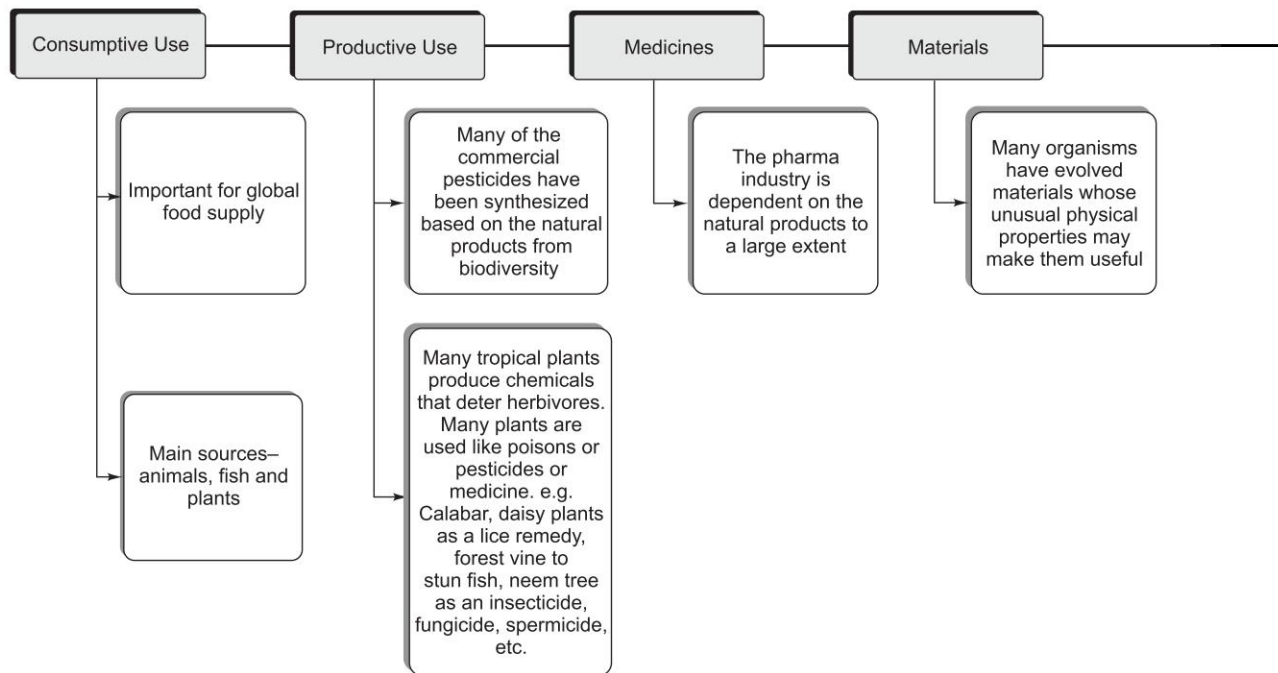 Consumptive Use
Productive Use
Medicines
Materials
Important for global
food supply
Main sources–
animals, fish and
plants
Many of the
commercial
pesticides have
been synthesized
based on the natural
products from
biodiversity
Many tropical plants
produce chemicals
that deter herbivores.
Many plants are
used like poisons or
pesticides or
medicine. e.g.
Calabar, daisy plants
as a lice remedy,
forest vine to
stun fish, neem tree
as an insecticide,
fungicide, spermicide,
etc.
The pharma
industry is
dependent on the
natural products to
a large extent
Many organisms
have evolved
materials whose
unusual physical
properties may
make them useful